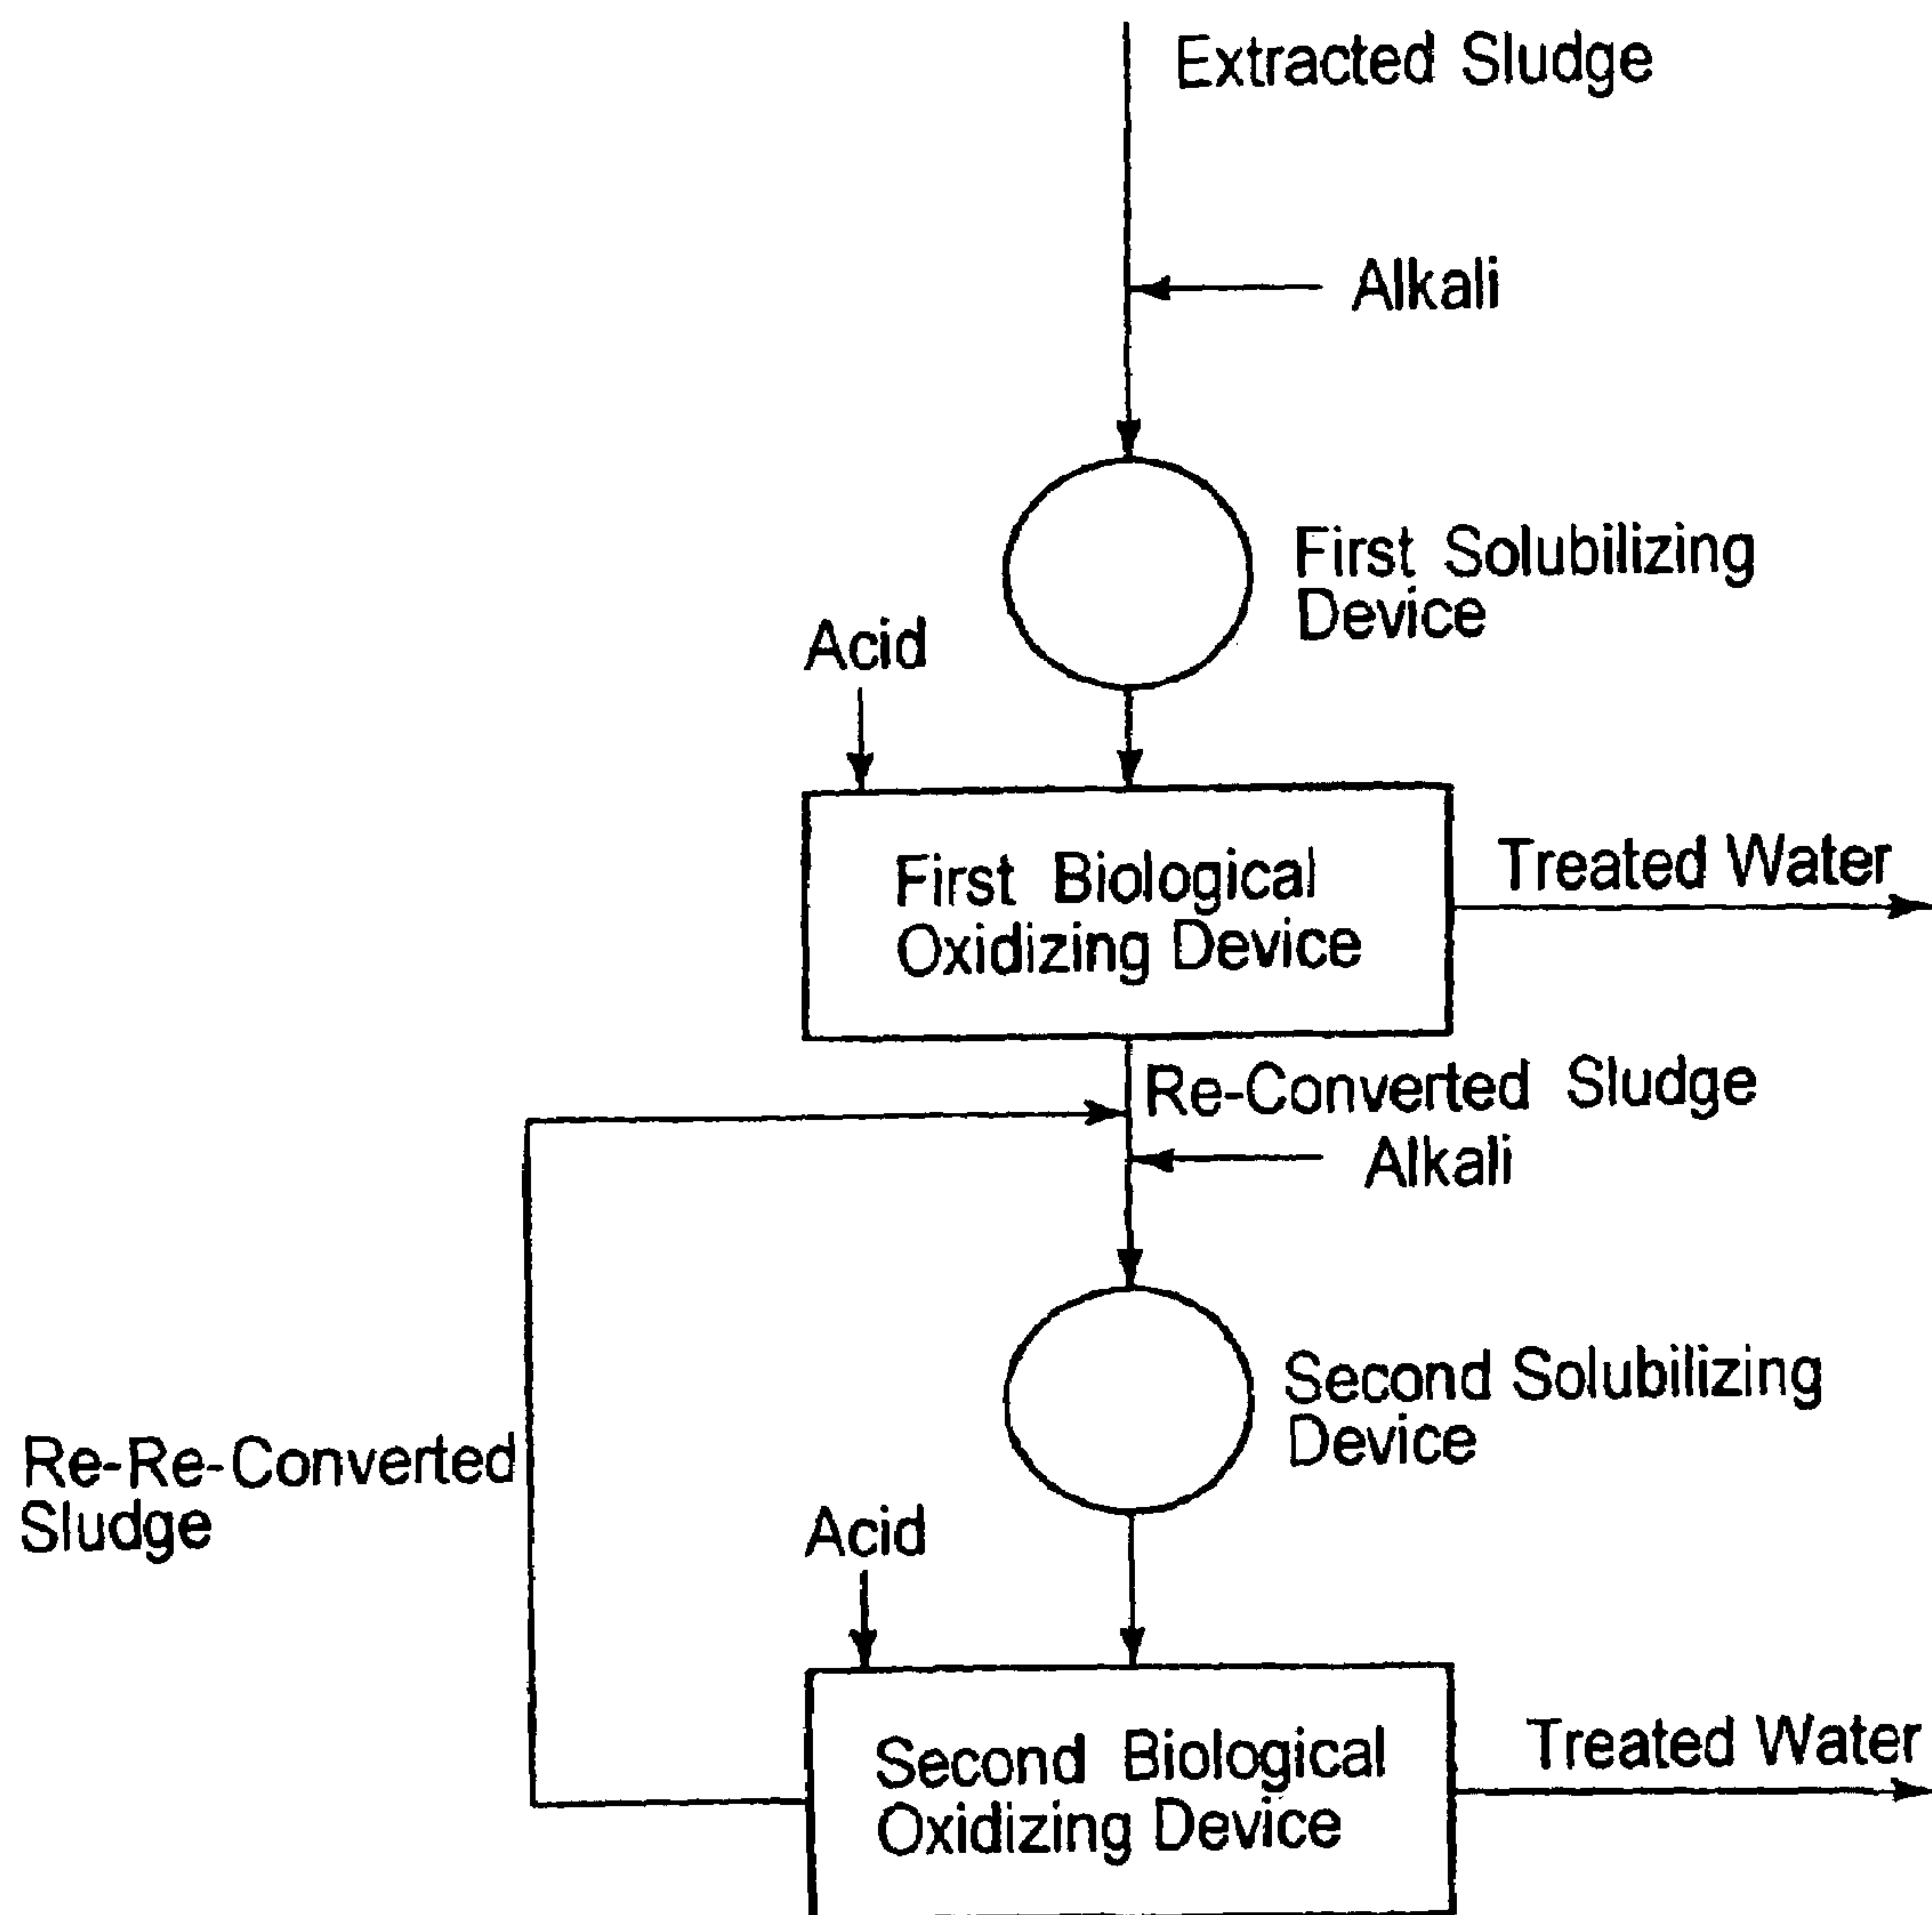 Extracted Sludge
Alkali
First Solubilizing
Device
Acid
First Biological
Oxidizing Device
Treated Water
Re-Converted Sludge
Alkali
Second Solubilizing
Device
Re-Re-Converted
Sludge
Acid
Second Biological
Oxidizing Device
Treated Water